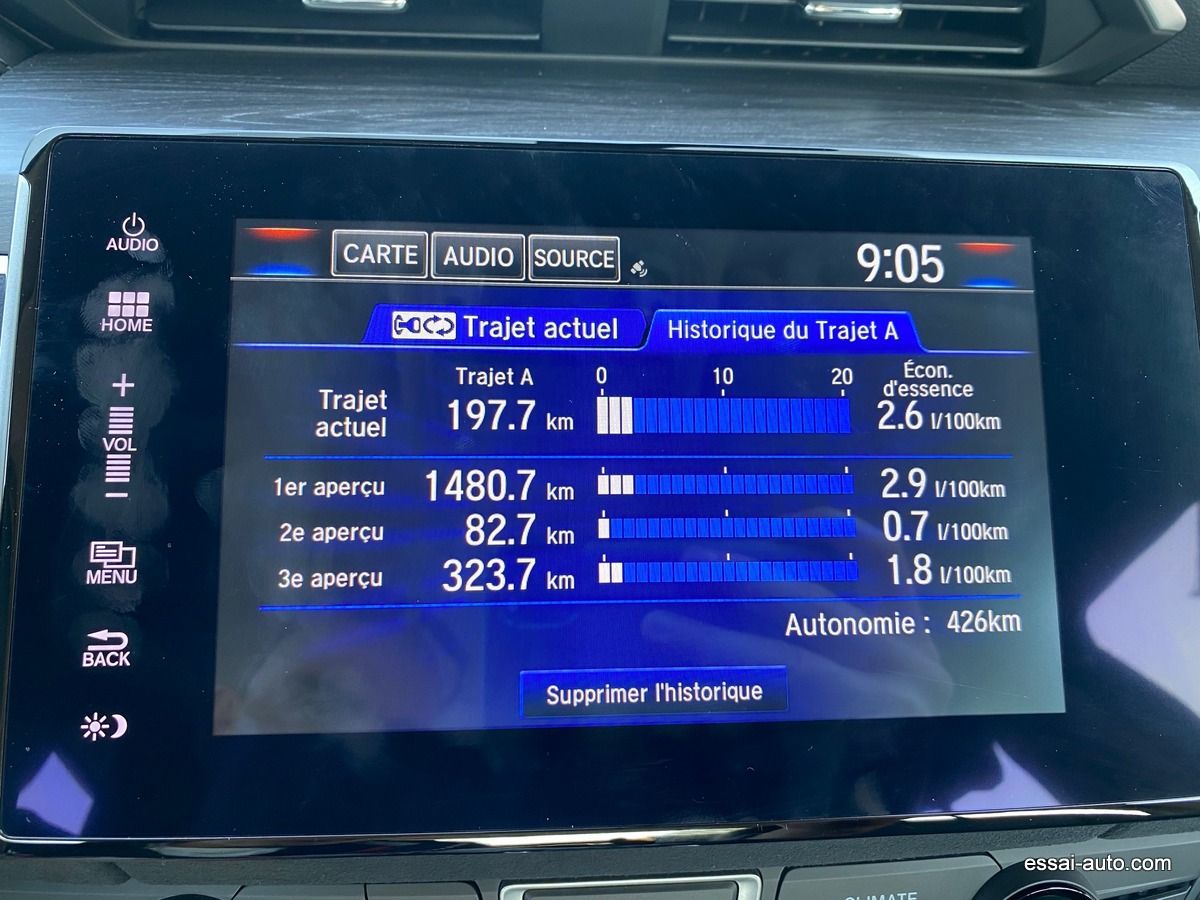 AUDIO
HOME
+
VOL
−
MENU
BACK
CARTE AUDIO SOURCE 9:05
Trajet actuel Historique du Trajet A
Trajet A 0 10 20 Écon. d'essence
Trajet actuel 197.7 km 2.6 l/100km
1er aperçu 1480.7 km 2.9 l/100km
2e aperçu 82.7 km 0.7 l/100km
3e aperçu 323.7 km 1.8 l/100km
Autonomie : 426km
Supprimer l'historique
CLIMATE
essai-auto.com